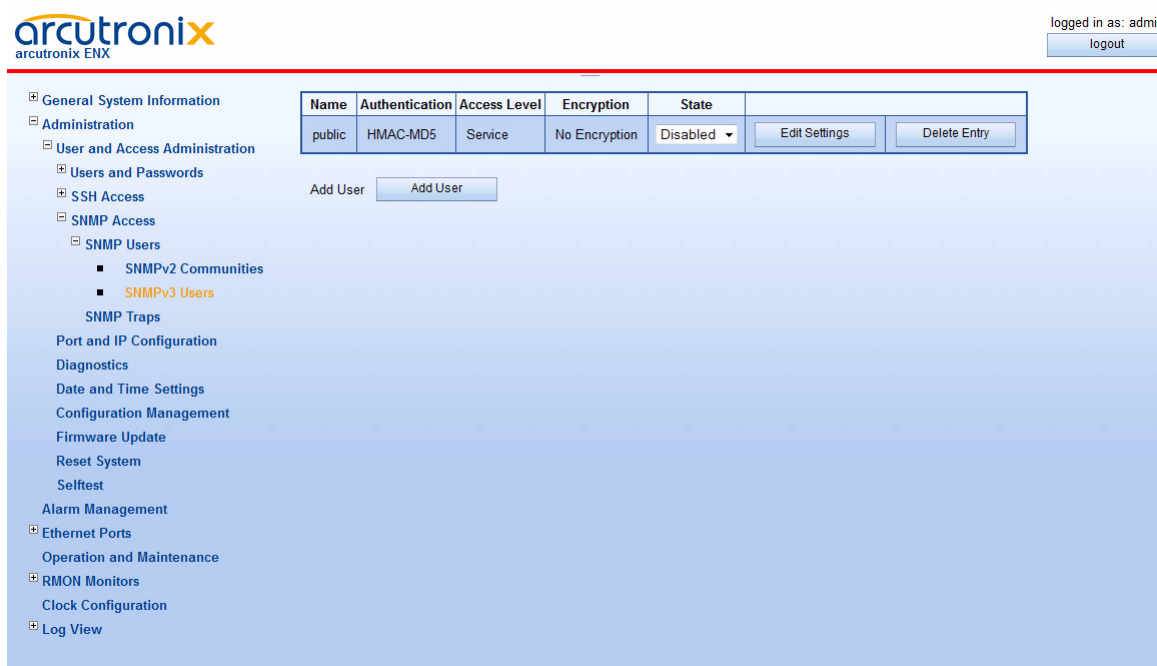 arcutronix
arcutronix ENX
logged in as: admi
logout
General System Information
Administration
User and Access Administration
Users and Passwords
SSH Access
SNMP Access
SNMP Users
SNMPv2 Communities
SNMPv3 Users
SNMP Traps
Port and IP Configuration
Diagnostics
Date and Time Settings
Configuration Management
Firmware Update
Reset System
Selftest
Alarm Management
Ethernet Ports
Operation and Maintenance
RMON Monitors
Clock Configuration
Log View
Name Authentication Access Level Encryption State
public HMAC-MD5 Service No Encryption Disabled Edit Settings Delete Entry
Add User Add User